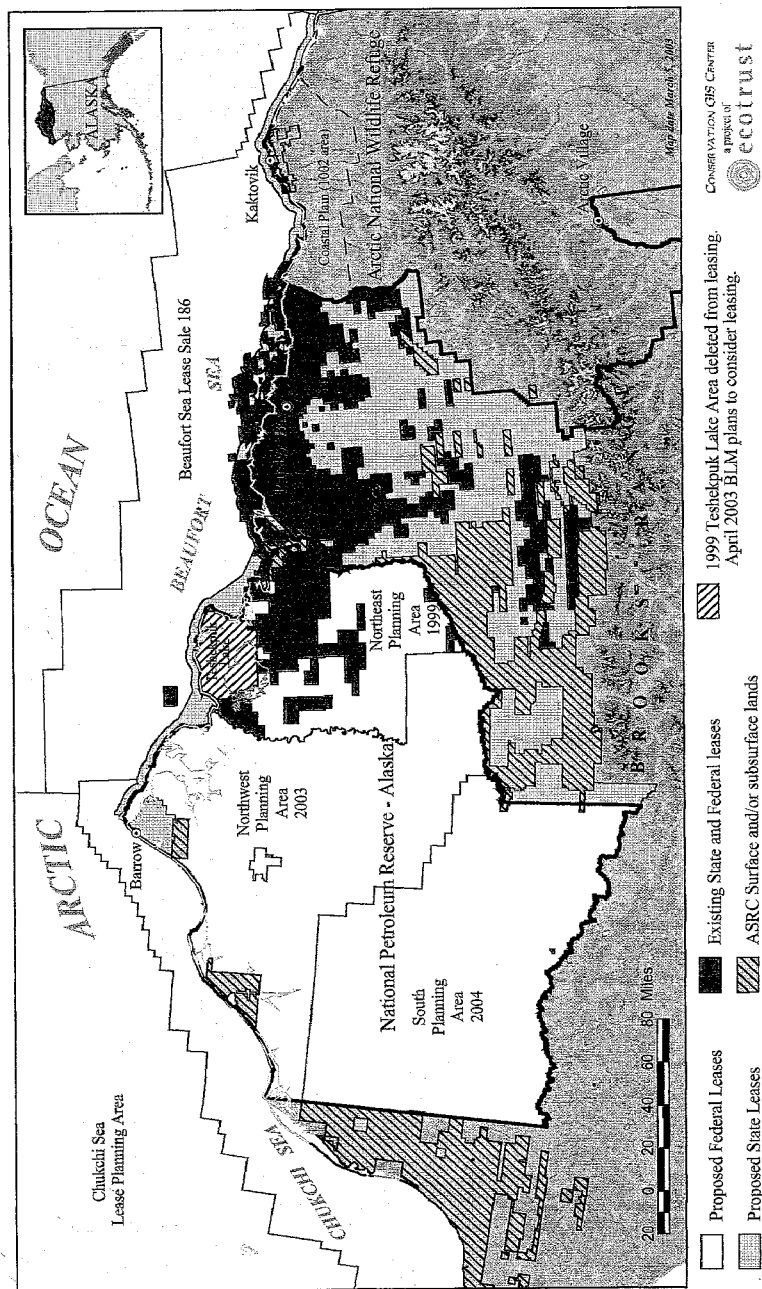 ARCTIC
OCEAN
Chukchi Sea
Lease Planning Area
CHUKCHI SEA
BEAUFORT
SEA
Beaufort Sea Lease Sale 186
Barrow
Kaktovik
ALASKA
Northwest
Planning
Area
2003
National Petroleum Reserve - Alaska
South
Planning
Area
2004
Northeast
Planning
Area
1999
Coastal Plain (1002 area)
Arctic National Wildlife Refuge
Arctic Village
B R O O K S
Map date March 5, 2003
20 0 20 40 60 80 Miles
Proposed Federal Leases
Proposed State Leases
Existing State and Federal leases
ASRC Surface and/or subsurface lands
1999 Teshekpuk Lake Area deleted from leasing.
April 2003 BLM plans to consider leasing.
CONSERVATION GIS CENTER
a project of
ecotrust